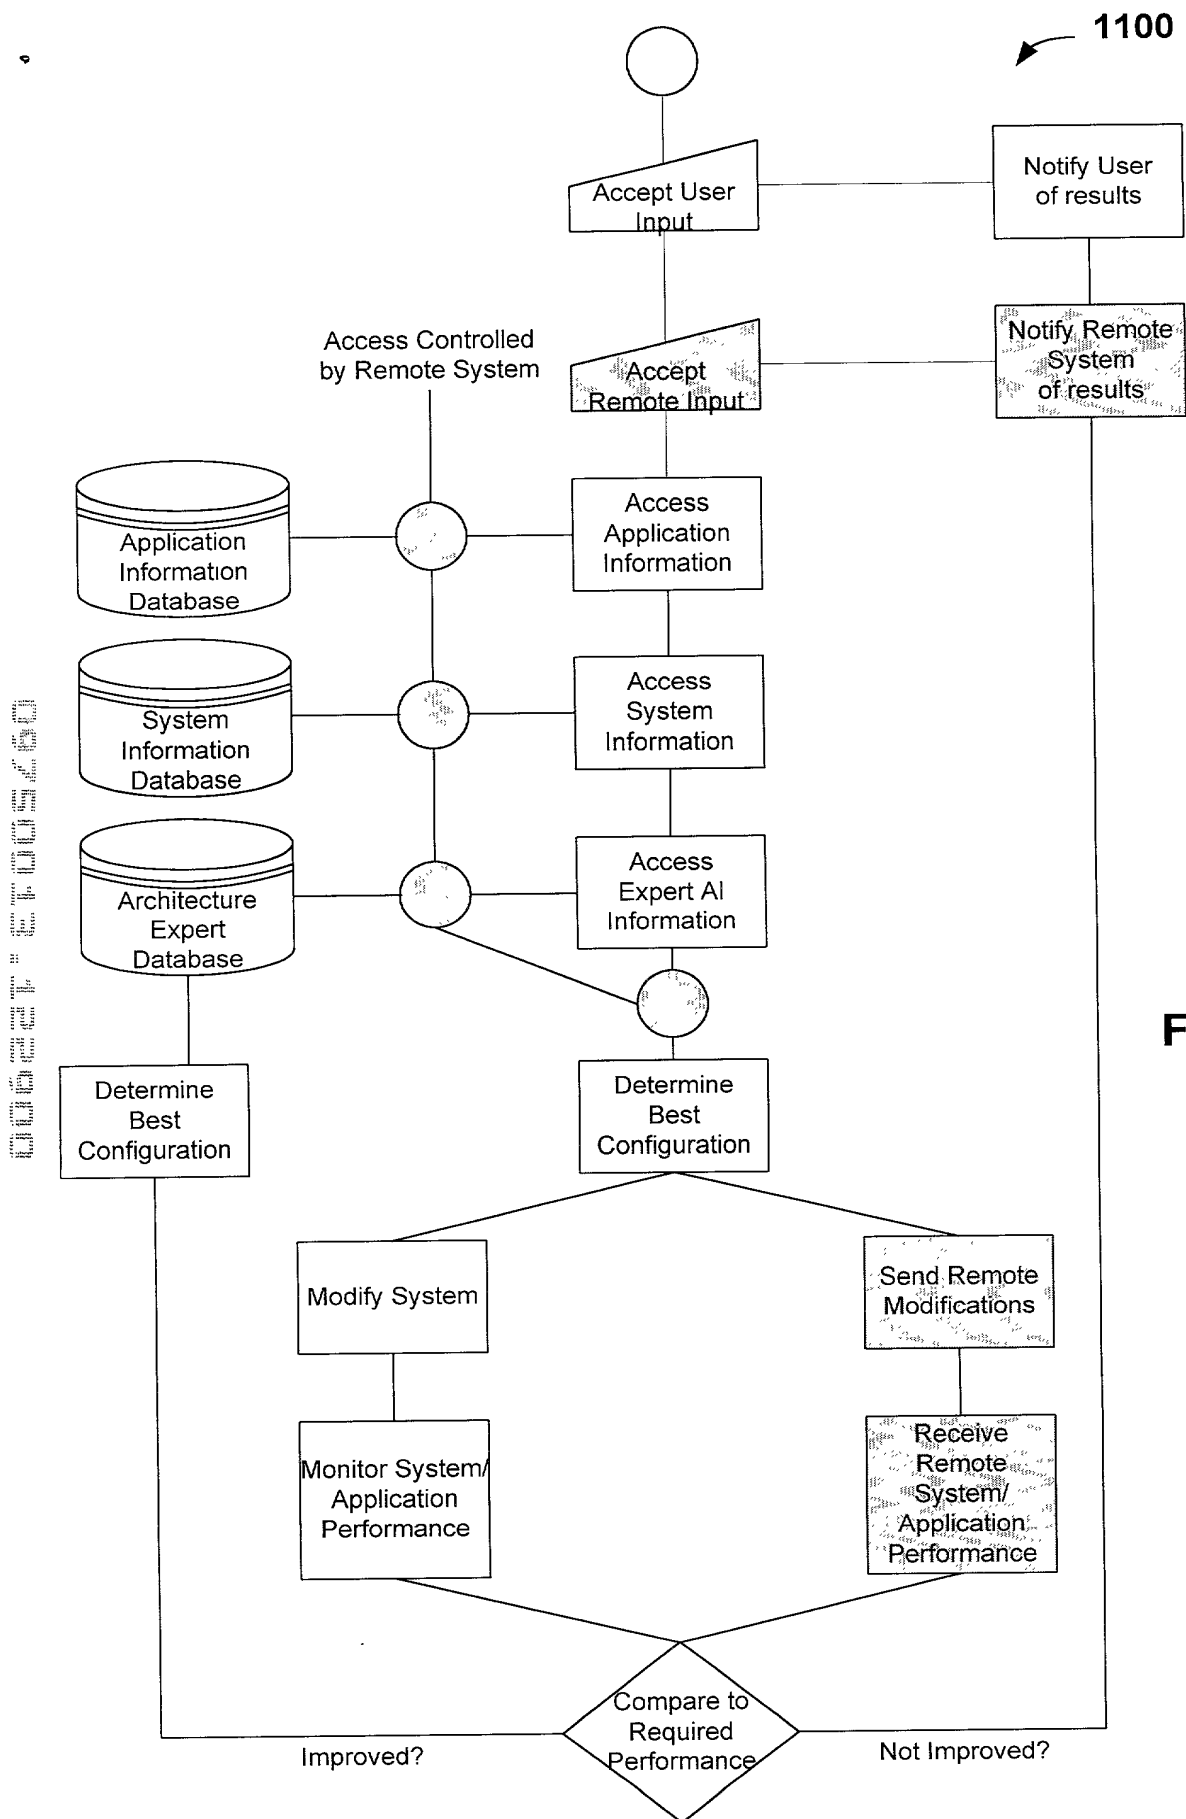 1100
Notify User
of results
Accept User
Input
Access Controlled
by Remote System
Notify Remote
System
of results
Accept
Remote Input
Application
Information
Database
Access
Application
Information
System
Information
Database
Access
System
Information
Architecture
Expert
Database
Access
Expert AI
Information
F
Determine
Best
Configuration
Determine
Best
Configuration
Modify System
Send Remote
Modifications
Monitor System/
Application
Performance
Receive
Remote
System/
Application
Performance
Compare to
Required
Performance
Improved?
Not Improved?